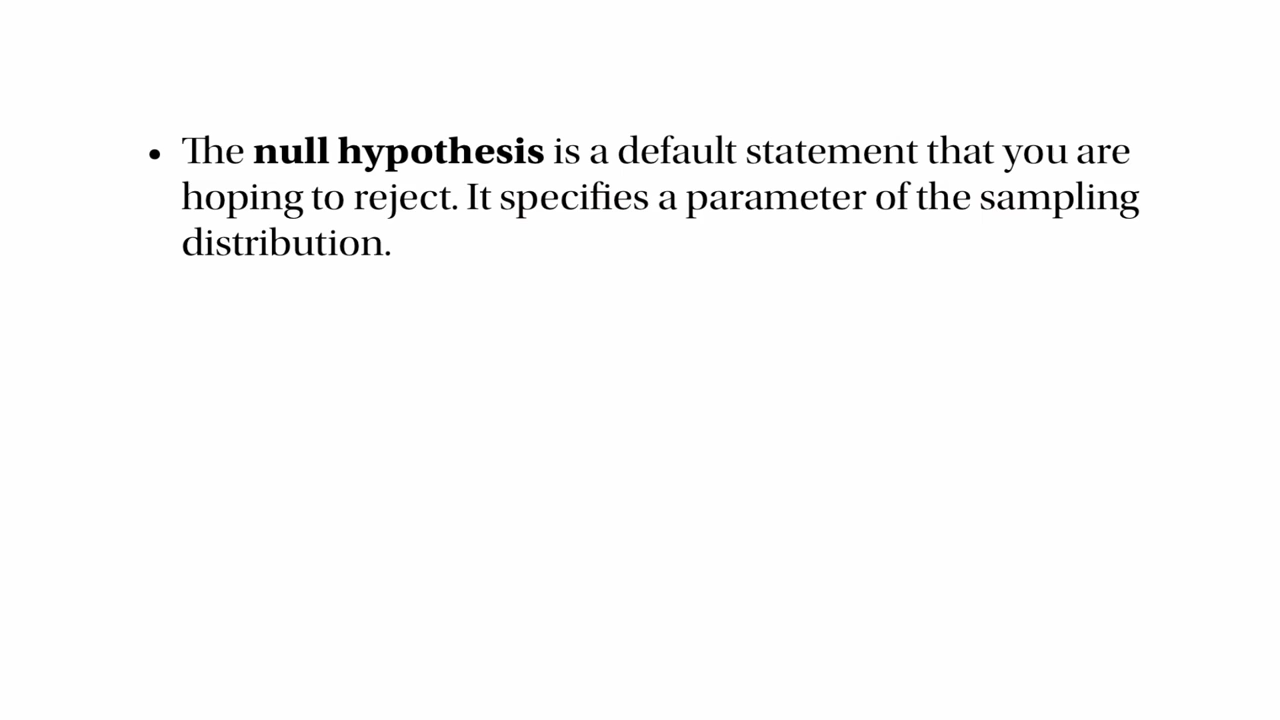 • The null hypothesis is a default statement that you are
hoping to reject. It specifies a parameter of the sampling
distribution.